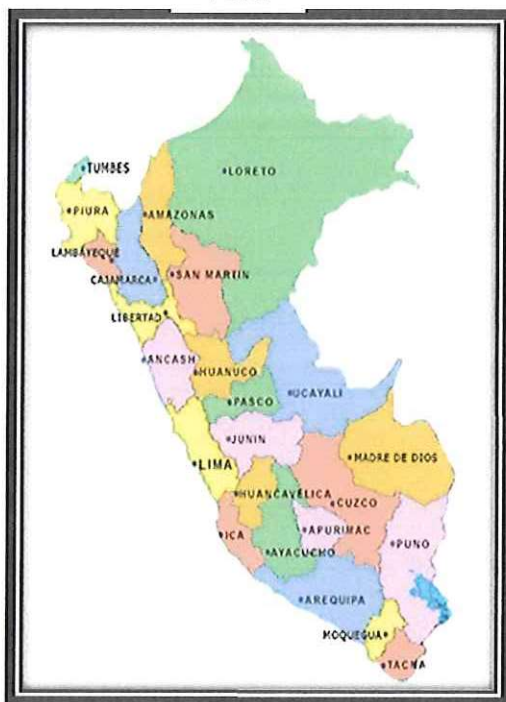 TUMBES
LORETO
PIURA
AMAZONAS
LAMBAYEQUE
CAJAMARCA
SAN MARTIN
LIBERTAD
ANCASH
HUANUCO
UCAYALI
PASCO
JUNIN
LIMA
MADRE DE DIOS
HUANCAVELICA
CUZCO
ICA
APURIMAC
PUNO
AYACUCHO
AREQUIPA
MOQUEGUA
TACNA